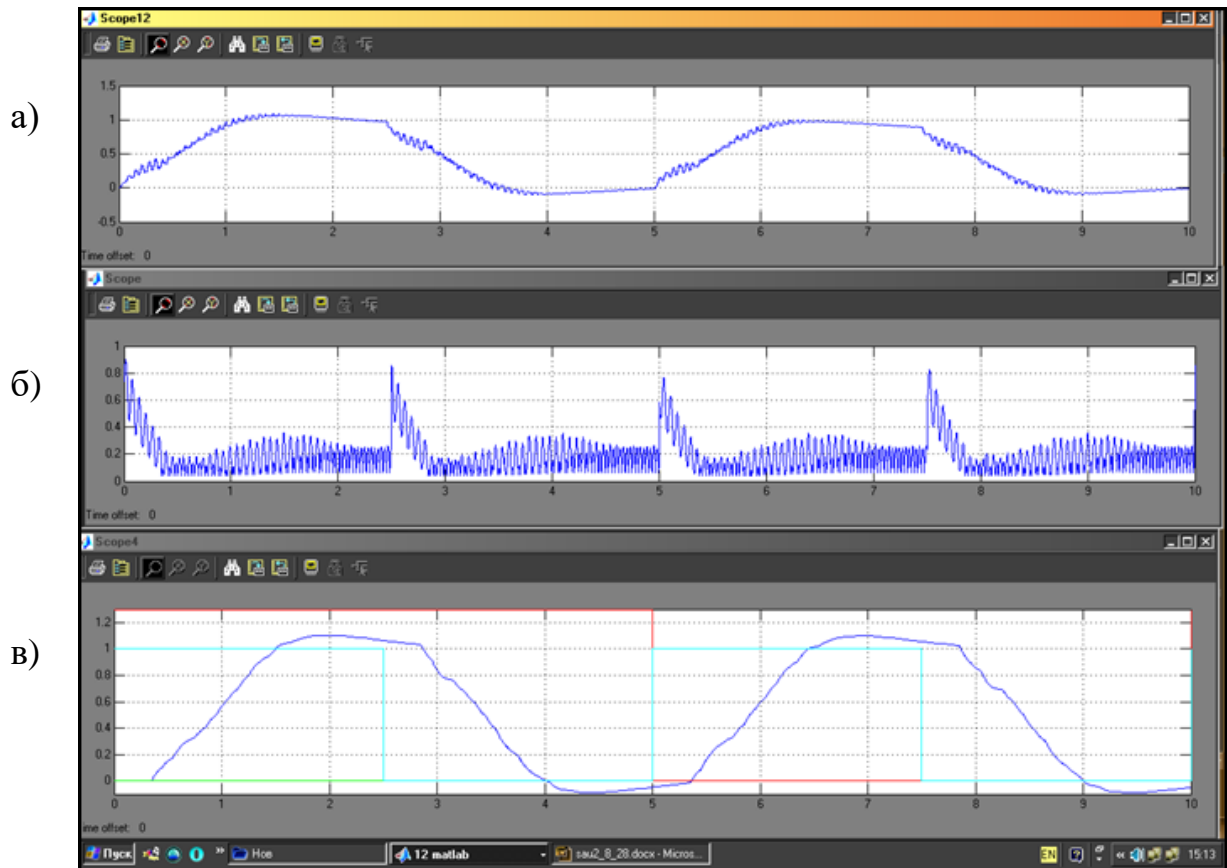 Scope12
а)
1.5
1
0.5
0
-0.5
0 1 2 3 4 5 6 7 8 9 10
Time offset: 0
Scope
б)
1
0.8
0.6
0.4
0.2
0
0 1 2 3 4 5 6 7 8 9 10
Time offset: 0
Scope4
в)
1.2
1
0.8
0.6
0.4
0.2
0
0 1 2 3 4 5 6 7 8 9 10
ime offset: 0
Пуск » Нов 12 matlab sau2_8_28.docx - Micros... EN « 15:13